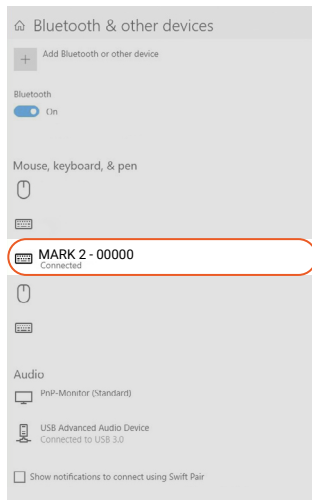 Bluetooth & other devices
Add Bluetooth or other device
Bluetooth
On
Mouse, keyboard, & pen
MARK 2 - 00000
Connected
Audio
PnP-Monitor (Standard)
USB Advanced Audio Device
Connected to USB 3.0
Show notifications to connect using Swift Pair